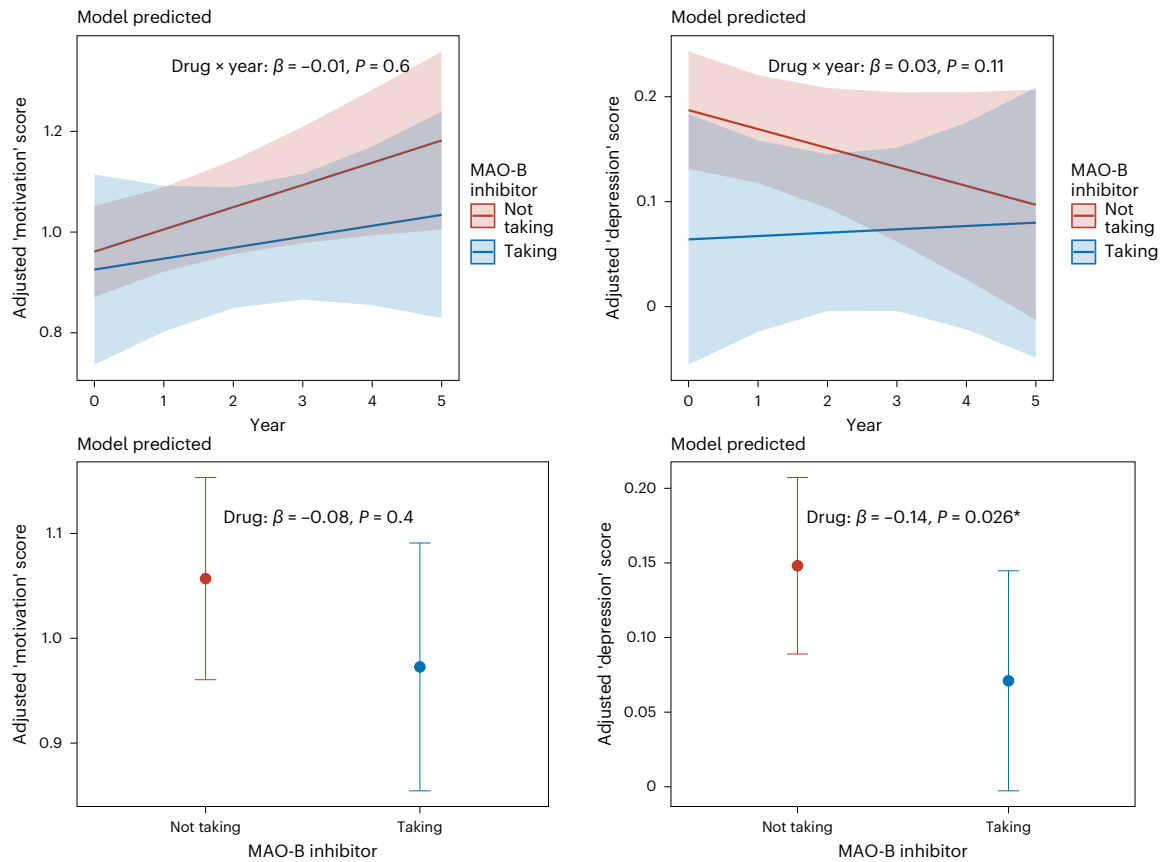 Model predicted
Drug × year: β = –0.01, P = 0.6
Adjusted 'motivation' score
1.2
1.0
0.8
0 1 2 3 4 5
Year
MAO-B
inhibitor
Not
taking
Taking
Model predicted
Drug × year: β = 0.03, P = 0.11
Adjusted 'depression' score
0.2
0.1
0
0 1 2 3 4 5
Year
MAO-B
inhibitor
Not
taking
Taking
Model predicted
Drug: β = –0.08, P = 0.4
Adjusted 'motivation' score
1.1
1.0
0.9
Not taking Taking
MAO-B inhibitor
Model predicted
Drug: β = –0.14, P = 0.026*
Adjusted 'depression' score
0.20
0.15
0.10
0.05
0
Not taking Taking
MAO-B inhibitor